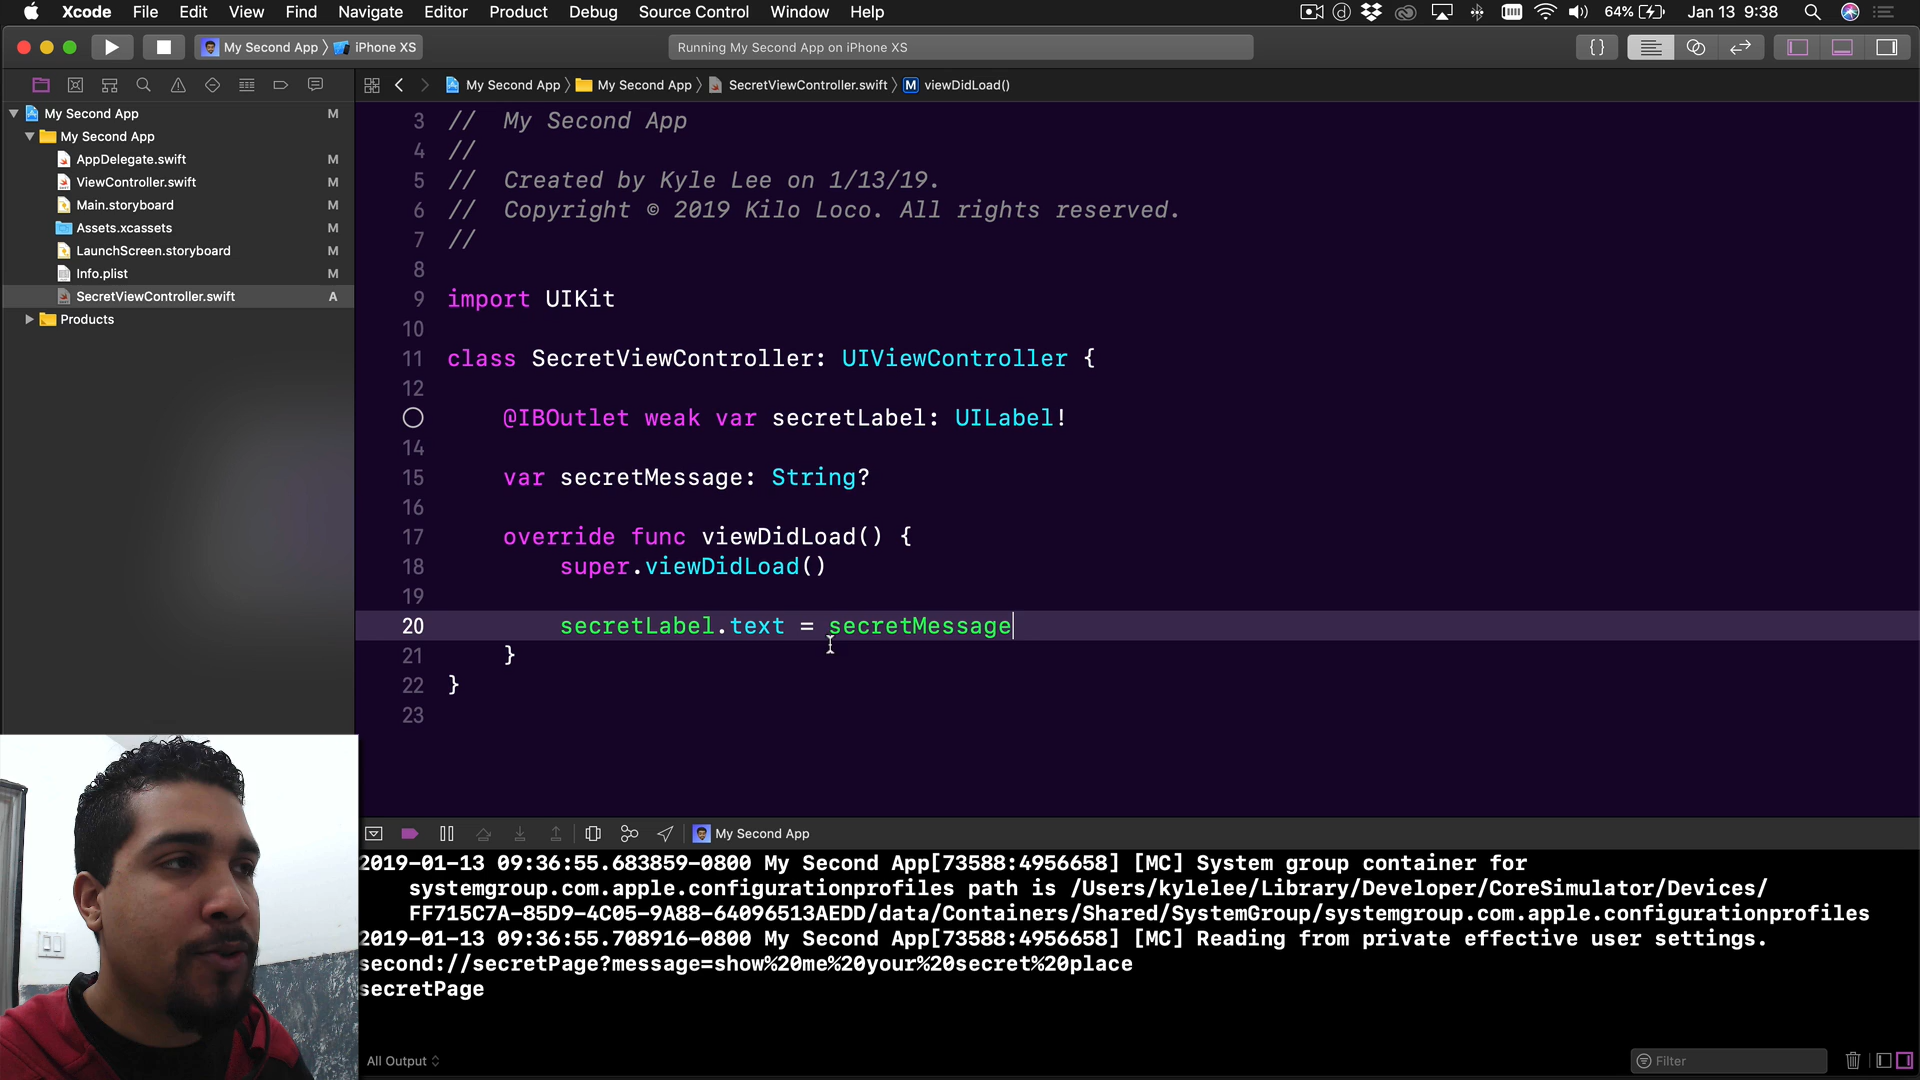 Xcode File Edit View Find Navigate Editor Product Debug Source Control Window Help 64% Jan 13 9:38
My Second App iPhone XS Running My Second App on iPhone XS {}
My Second App My Second App SecretViewController.swift M viewDidLoad()
My Second App M
My Second App
AppDelegate.swift M
ViewController.swift M
Main.storyboard M
Assets.xcassets M
LaunchScreen.storyboard M
Info.plist M
SecretViewController.swift A
Products
3 // My Second App
4 //
5 // Created by Kyle Lee on 1/13/19.
6 // Copyright © 2019 Kilo Loco. All rights reserved.
7 //
8
9 import UIKit
10
11 class SecretViewController: UIViewController {
12
@IBOutlet weak var secretLabel: UILabel!
14
15 var secretMessage: String?
16
17 override func viewDidLoad() {
18 super.viewDidLoad()
19
20 secretLabel.text = secretMessage
21 }
22 }
23
My Second App
2019-01-13 09:36:55.683859-0800 My Second App[73588:4956658] [MC] System group container for
systemgroup.com.apple.configurationprofiles path is /Users/kylelee/Library/Developer/CoreSimulator/Devices/
FF715C7A-85D9-4C05-9A88-64096513AEDD/data/Containers/Shared/SystemGroup/systemgroup.com.apple.configurationprofiles
2019-01-13 09:36:55.708916-0800 My Second App[73588:4956658] [MC] Reading from private effective user settings.
second://secretPage?message=show%20me%20your%20secret%20place
secretPage
All Output Filter